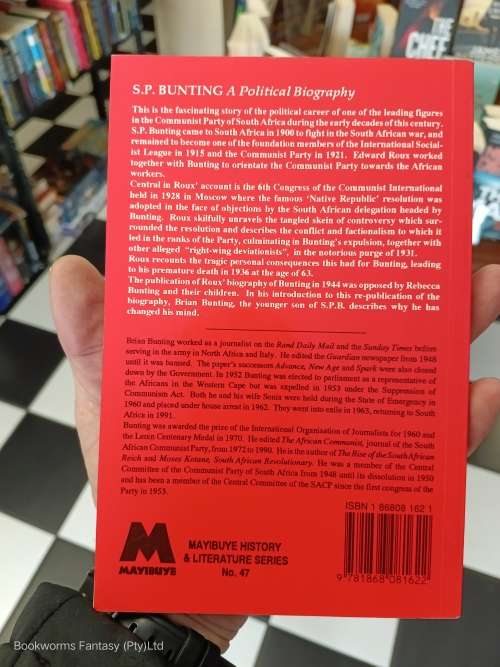 THE
CHEF
S.P. BUNTING A Political Biography
This is the fascinating story of the political career of one of the leading figures
in the Communist Party of South Africa during the early decades of this century.
S.P. Bunting came to South Africa in 1900 to fight in the South African war, and
remained to become one of the foundation members of the International Social-
ist League in 1915 and the Communist Party in 1921. Edward Roux worked
together with Bunting to orientate the Communist Party towards the African
workers.
Central in Roux' account is the 6th Congress of the Communist International
held in 1928 in Moscow where the famous 'Native Republic' resolution was
adopted in the face of objections by the South African delegation headed by
Bunting. Roux skilfully unravels the tangled skein of controversy which sur-
rounded the resolution and describes the conflict and factionalism to which it
led in the ranks of the Party, culminating in Bunting's expulsion, together with
other alleged "right-wing deviationists", in the notorious purge of 1931.
Roux recounts the tragic personal consequences this had for Bunting, leading
to his premature death in 1936 at the age of 63.
The publication of Roux' biography of Bunting in 1944 was opposed by Rebecca
Bunting and their children. In his introduction to this re-publication of the
biography, Brian Bunting, the younger son of S.P.B. describes why he has
changed his mind.
Brian Bunting worked as a journalist on the Rand Daily Mail and the Sunday Times before
serving in the army in North Africa and Italy. He edited the Guardian newspaper from 1948
until it was banned. The paper's successors Advance, New Age and Spark were also closed
down by the Government. In 1952 Bunting was elected to parliament as a representative of
the Africans in the Western Cape but was expelled in 1953 under the Suppression of
Communism Act. Both he and his wife Sonia were held during the State of Emergency in
1960 and placed under house arrest in 1962. They went into exile in 1963, returning to South
Africa in 1991.
Bunting was awarded the prize of the International Organisation of Journalists for 1960 and
the Lenin Centenary Medal in 1970. He edited The African Communist, journal of the South
African Communist Party, from 1972 to 1990. He is the author of The Rise of the South African
Reich and Moses Kotane, South African Revolutionary. He was a member of the Central
Committee of the Communist Party of South Africa from 1948 until its dissolution in 1950
and has been a member of the Central Committee of the SACP since the first congress of the
Party in 1953.
ISBN 1 86808 162 1
M
MAYIBUYE
MAYIBUYE HISTORY
& LITERATURE SERIES
No. 47
9 781868 081622
Bookworms Fantasy (Pty)Ltd